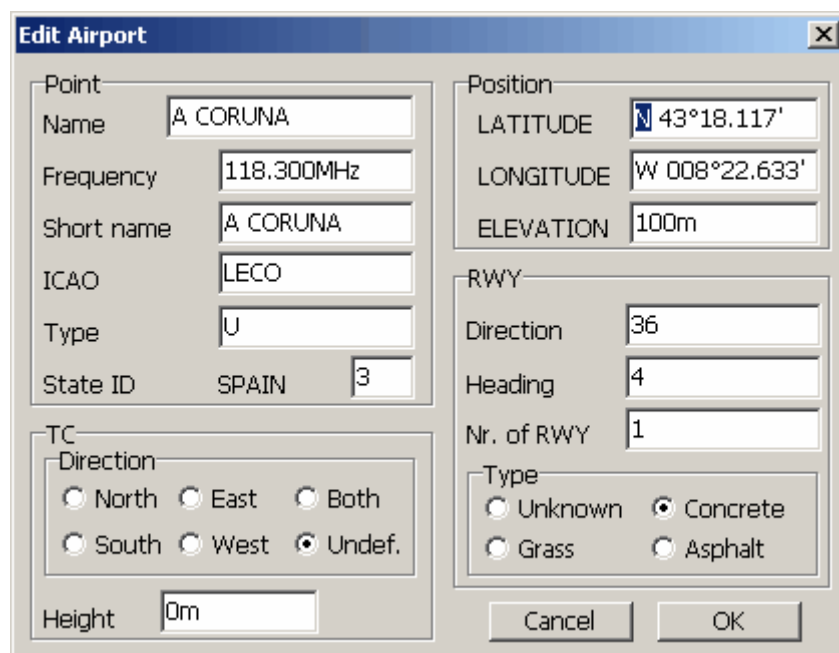 Edit Airport
Point
Name A CORUNA
Frequency 118.300MHz
Short name A CORUNA
ICAO LECO
Type U
State ID SPAIN 3
TC
Direction
North East Both
South West Undef.
Height 0m
Position
LATITUDE N 43°18.117'
LONGITUDE W 008°22.633'
ELEVATION 100m
RWY
Direction 36
Heading 4
Nr. of RWY 1
Type
Unknown Concrete
Grass Asphalt
Cancel OK